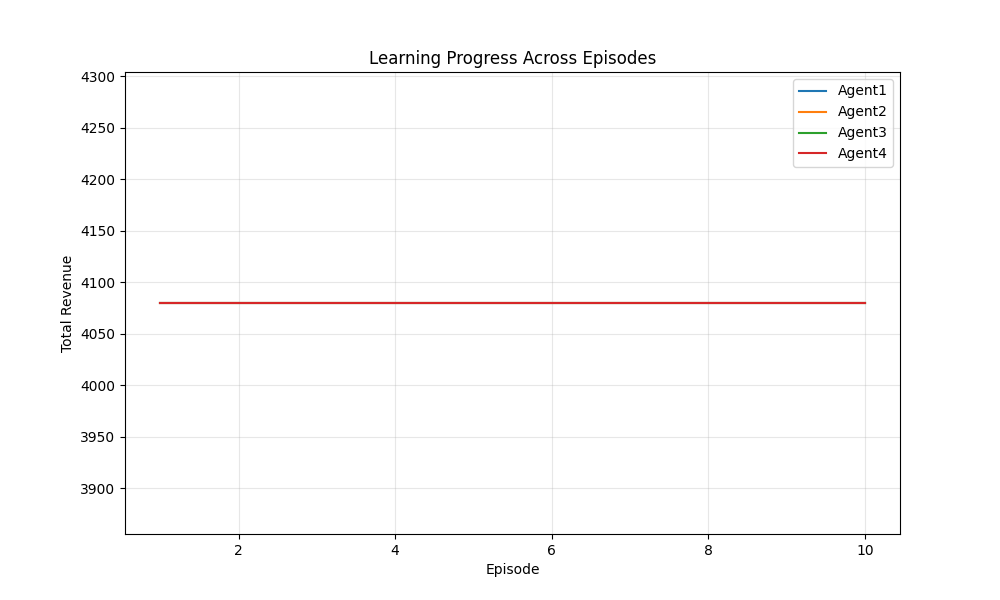 Learning Progress Across Episodes
4300
4250
4200
4150
4100
4050
4000
3950
3900
Total Revenue
Agent1
Agent2
Agent3
Agent4
2 4 6 8 10
Episode